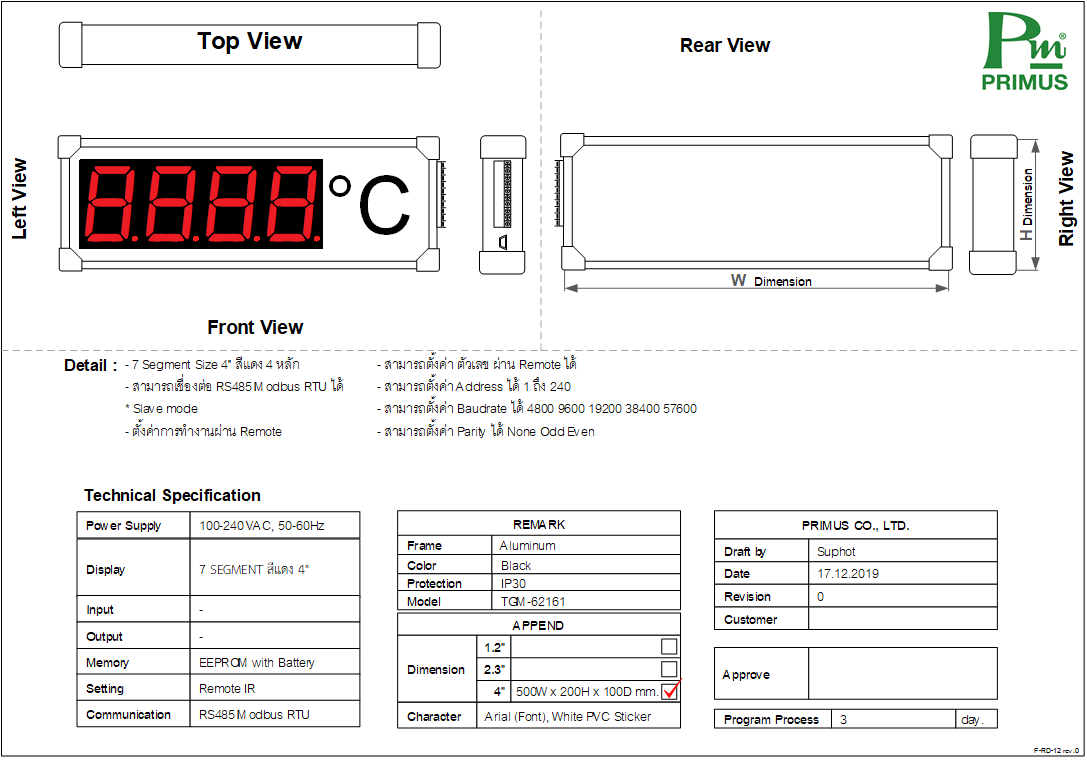 Top View
Rear View
Pm®
PRIMUS
Left View
8.8.8.8.
°C
H Dimension
Right View
W Dimension
Front View
Detail : - 7 Segment Size 4" สีแดง 4 หลัก
- สามารถตั้งค่า ตัวเลข ผ่าน Remote ได้
- สามารถเชื่องต่อ RS485 Modbus RTU ได้
- สามารถตั้งค่า Address ได้ 1 ถึง 240
* Slave mode
- สามารถตั้งค่า Baudrate ได้ 4800 9600 19200 38400 57600
- ตั้งค่าการทำงานผ่าน Remote
- สามารถตั้งค่า Parity ได้ None Odd Even
Technical Specification
Power Supply 100-240 VAC, 50-60Hz
Display 7 SEGMENT สีแดง 4"
Input -
Output -
Memory EEPROM with Battery
Setting Remote IR
Communication RS485 Modbus RTU
REMARK
Frame Aluminum
Color Black
Protection IP30
Model TGM-62161
APPEND
Dimension
1.2"
2.3"
4" 500W x 200H x 100D mm.
Character Arial (Font), White PVC Sticker
PRIMUS CO., LTD.
Draft by Suphot
Date 17.12.2019
Revision 0
Customer
Approve
Program Process 3 day.
F-RD-12 rev.0